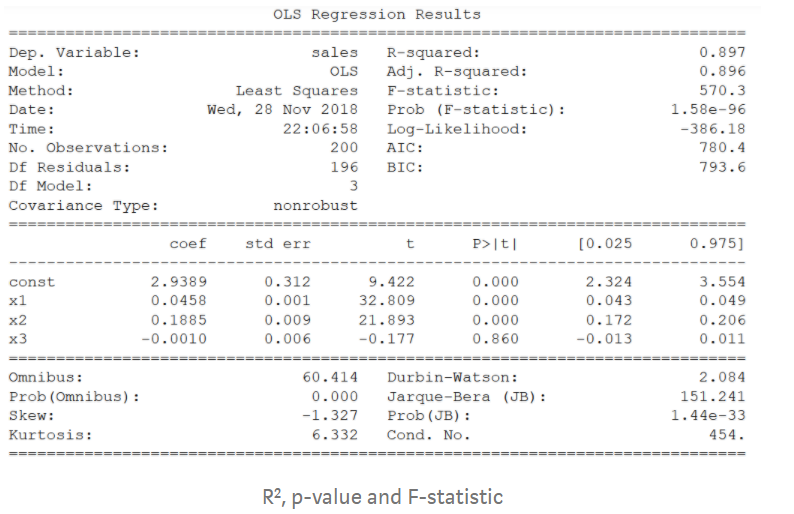 OLS Regression Results
==============================================================================
Dep. Variable: sales R-squared: 0.897
Model: OLS Adj. R-squared: 0.896
Method: Least Squares F-statistic: 570.3
Date: Wed, 28 Nov 2018 Prob (F-statistic): 1.58e-96
Time: 22:06:58 Log-Likelihood: -386.18
No. Observations: 200 AIC: 780.4
Df Residuals: 196 BIC: 793.6
Df Model: 3
Covariance Type: nonrobust
==============================================================================
coef std err t P>|t| [0.025 0.975]
------------------------------------------------------------------------------
const 2.9389 0.312 9.422 0.000 2.324 3.554
x1 0.0458 0.001 32.809 0.000 0.043 0.049
x2 0.1885 0.009 21.893 0.000 0.172 0.206
x3 -0.0010 0.006 -0.177 0.860 -0.013 0.011
==============================================================================
Omnibus: 60.414 Durbin-Watson: 2.084
Prob(Omnibus): 0.000 Jarque-Bera (JB): 151.241
Skew: -1.327 Prob(JB): 1.44e-33
Kurtosis: 6.332 Cond. No. 454.
==============================================================================
R², p-value and F-statistic